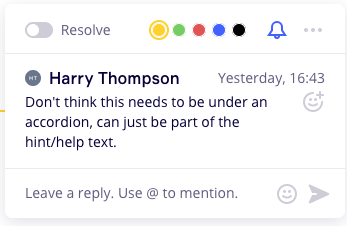 Resolve
HT Harry Thompson Yesterday, 16:43
Don't think this needs to be under an
accordion, can just be part of the
hint/help text.
Leave a reply. Use @ to mention.